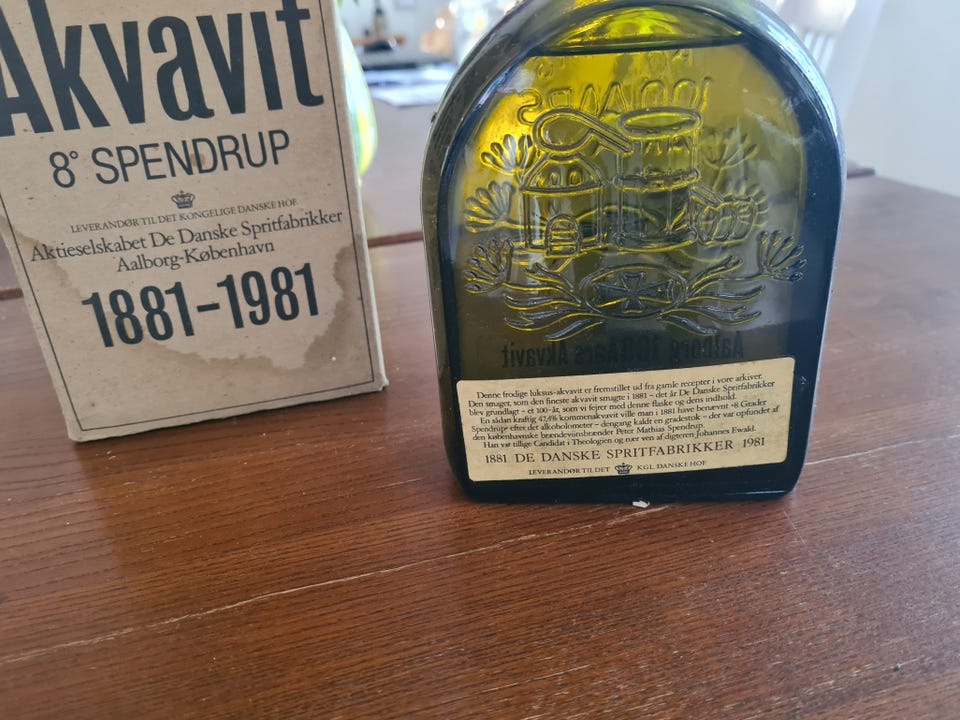 Akvavit
8° SPENDRUP
LEVERANDØR TIL DET KONGELIGE DANSKE HOF
Aktieselskabet De Danske Spritfabrikker
Aalborg-København
1881-1981
100 AARS
Aalborg 100 Aars Akvavit
Denne frodige luksus-akvavit er fremstillet ud fra gamle recepter i vore arkiver.
Den smager, som den fineste akvavit smagte i 1881 - det år De Danske Spritfabrikker
blev grundlagt - et 100-år, som vi fejrer med denne flaske og dens indhold.
En sådan kraftig 47,4% kommenakvavit ville man i 1881 have benævnt »8 Grader
Spendrup« efter det alkoholometer - dengang kaldt en gradestok - der var opfundet af
den københavnske brændeviinsbrænder Peter Mathias Spendrup.
Han var tillige Candidat i Theologien og nær ven af digteren Johannes Ewald.
1881 DE DANSKE SPRITFABRIKKER 1981
LEVERANDØR TIL DET KGL. DANSKE HOF